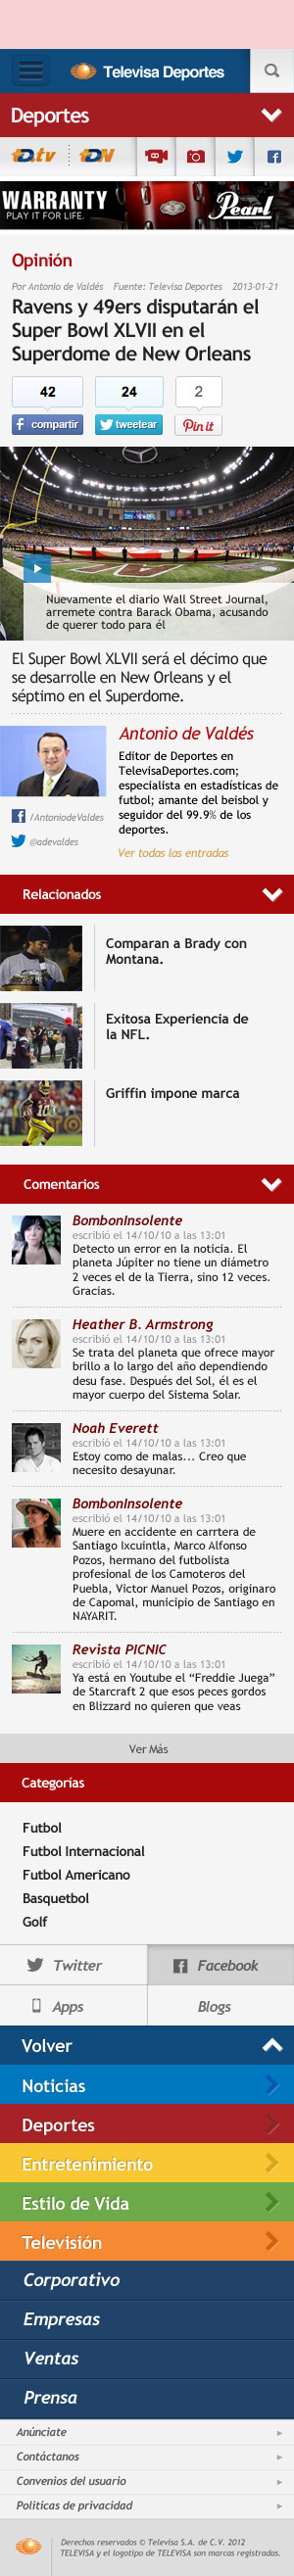 Televisa Deportes
Deportes
tv
WARRANTY
PLAY IT FOR LIFE.
Pearl
Opinión
Por Antonio de Valdés Fuente: Televisa Deportes 2013-01-21
Ravens y 49ers disputarán el
Super Bowl XLVII en el
Superdome de New Orleans
42 24 2
compartir tweetear Pin it
Nuevamente el diario Wall Street Journal,
arremete contra Barack Obama, acusando
de querer todo para él
El Super Bowl XLVII será el décimo que
se desarrolle en New Orleans y el
séptimo en el Superdome.
Antonio de Valdés
Editor de Deportes en
TelevisaDeportes.com;
especialista en estadísticas de
futbol; amante del beisbol y
seguidor del 99.9% de los
deportes.
/AntoniodeValdes
@adevaldes
Ver todas las entradas
Relacionados
Comparan a Brady con
Montana.
Exitosa Experiencia de
la NFL.
Griffin impone marca
Comentarios
BombonInsolente
escribió el 14/10/10 a las 13:01
Detecto un error en la noticia. El
planeta Júpiter no tiene un diámetro
2 veces el de la Tierra, sino 12 veces.
Gracias.
Heather B. Armstrong
escribió el 14/10/10 a las 13:01
Se trata del planeta que ofrece mayor
brillo a lo largo del año dependiendo
desu fase. Después del Sol, él es el
mayor cuerpo del Sistema Solar.
Noah Everett
escribió el 14/10/10 a las 13:01
Estoy como de malas... Creo que
necesito desayunar.
BombonInsolente
escribió el 14/10/10 a las 13:01
Muere en accidente en carrtera de
Santiago Ixcuintla, Marco Alfonso
Pozos, hermano del futbolista
profesional de los Camoteros del
Puebla, Victor Manuel Pozos, originaro
de Capomal, municipio de Santiago en
NAYARIT.
Revista PICNIC
escribió el 14/10/10 a las 13:01
Ya está en Youtube el “Freddie Juega”
de Starcraft 2 que esos peces gordos
en Blizzard no quieren que veas
Ver Más
Categorías
Futbol
Futbol Internacional
Futbol Americano
Basquetbol
Golf
Twitter Facebook
Apps Blogs
Volver
Noticias
Deportes
Entretenimiento
Estilo de Vida
Televisión
Corporativo
Empresas
Ventas
Prensa
Anúnciate
Contáctanos
Convenios del usuario
Politicas de privacidad
Derechos reservados © Televisa S.A. de C.V. 2012
TELEVISA y el logotipo de TELEVISA son marcas registradas.